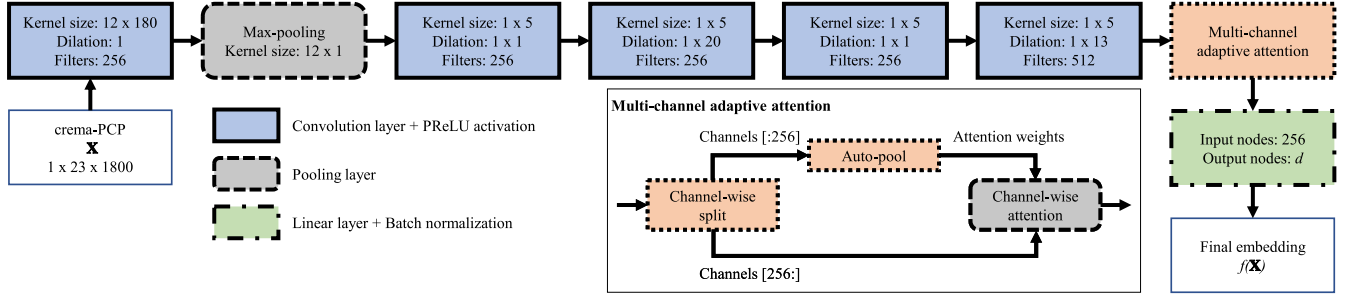 Kernel size: 12 x 180
Dilation: 1
Filters: 256
Max-pooling
Kernel size: 12 x 1
Kernel size: 1 x 5
Dilation: 1 x 1
Filters: 256
Kernel size: 1 x 5
Dilation: 1 x 20
Filters: 256
Kernel size: 1 x 5
Dilation: 1 x 1
Filters: 256
Kernel size: 1 x 5
Dilation: 1 x 13
Filters: 512
Multi-channel
adaptive attention
crema-PCP
X
1 x 23 x 1800
Convolution layer + PReLU activation
Pooling layer
Linear layer + Batch normalization
Multi-channel adaptive attention
Channels [:256]
Auto-pool
Attention weights
Channel-wise
split
Channel-wise
attention
Channels [256:]
Input nodes: 256
Output nodes: d
Final embedding
f(X)